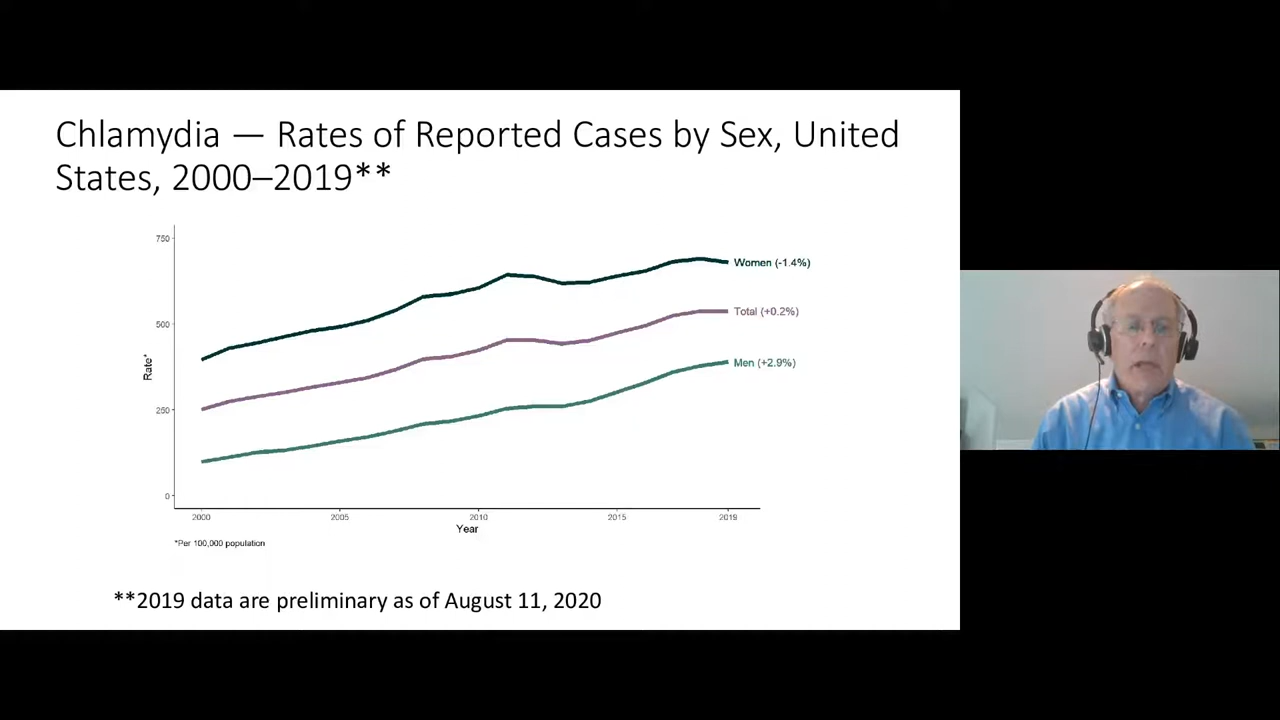 Chlamydia — Rates of Reported Cases by Sex, United
States, 2000–2019**
750
500
250
0
Rate*
Women (-1.4%)
Total (+0.2%)
Men (+2.9%)
2000
2005
2010
2015
2019
Year
*Per 100,000 population
**2019 data are preliminary as of August 11, 2020